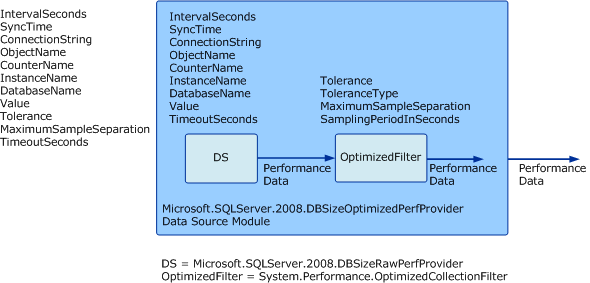 IntervalSeconds
SyncTime
ConnectionString
ObjectName
CounterName
InstanceName
DatabaseName
Value
Tolerance
MaximumSampleSeparation
TimeoutSeconds
IntervalSeconds
SyncTime
ConnectionString
ObjectName
CounterName
InstanceName
DatabaseName
Value
TimeoutSeconds
Tolerance
ToleranceType
MaximumSampleSeparation
SamplingPeriodInSeconds
DS
Performance
Data
OptimizedFilter
Performance
Data
Performance
Data
Microsoft.SQLServer.2008.DBSizeOptimizedPerfProvider
Data Source Module
DS = Microsoft.SQLServer.2008.DBSizeRawPerfProvider
OptimizedFilter = System.Performance.OptimizedCollectionFilter